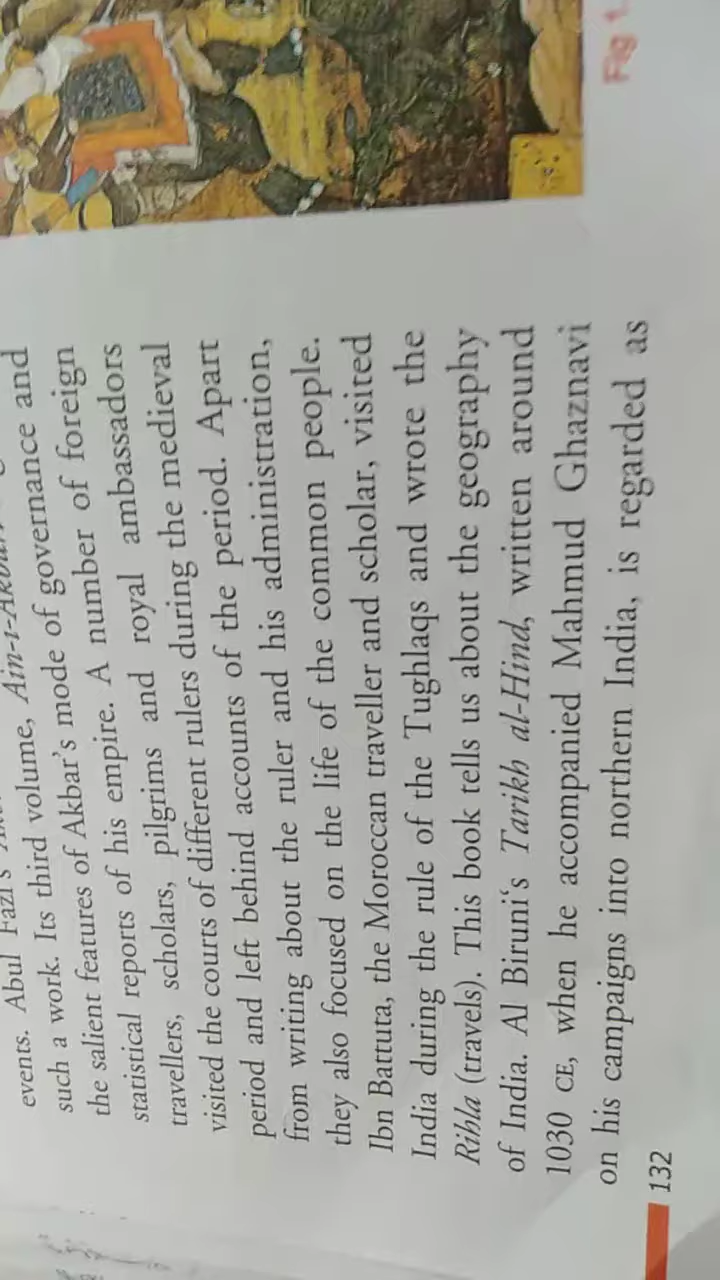 events. Abul Fazl's
such a work. Its third volume, Ain-i-Akbari
the salient features of Akbar's mode of governance and
statistical reports of his empire. A number of foreign
travellers, scholars, pilgrims and royal ambassadors
visited the courts of different rulers during the medieval
period and left behind accounts of the period. Apart
from writing about the ruler and his administration,
they also focused on the life of the common people.
Ibn Battuta, the Moroccan traveller and scholar, visited
India during the rule of the Tughlaqs and wrote the
Rihla (travels). This book tells us about the geography
of India. Al Biruni's Tarikh al-Hind, written around
1030 CE, when he accompanied Mahmud Ghaznavi
on his campaigns into northern India, is regarded as
132
Fig 1.